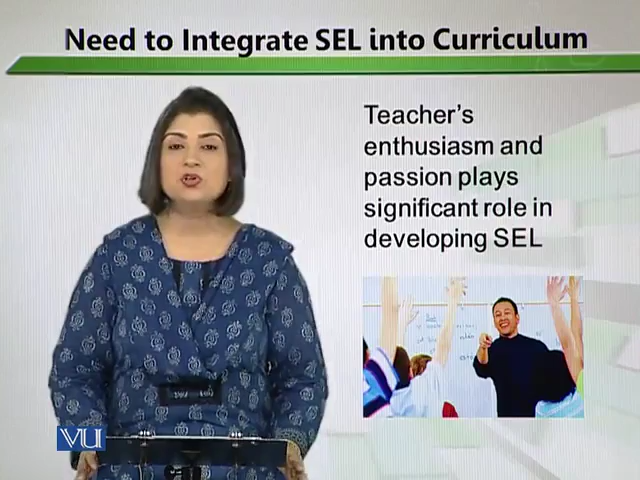 Need to Integrate SEL into Curriculum
Teacher's
enthusiasm and
passion plays
significant role in
developing SEL
VU